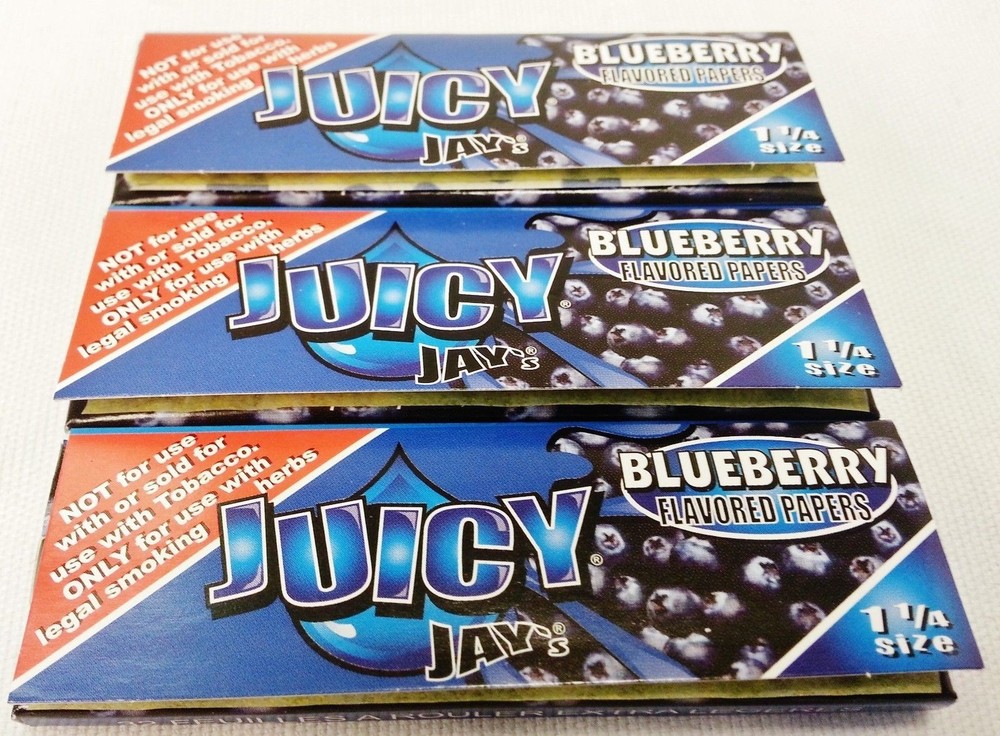 NOT for use
with or sold for
use with Tobacco.
ONLY for use with
legal smoking herbs
JUICY
JAY's®
BLUEBERRY
FLAVORED PAPERS
1 1/4
size
NOT for use
with or sold for
use with Tobacco.
ONLY for use with
legal smoking herbs
JUICY®
JAY's®
BLUEBERRY
FLAVORED PAPERS
1 1/4
size
NOT for use
with or sold for
use with Tobacco.
ONLY for use with
legal smoking herbs
JUICY®
JAY's®
BLUEBERRY
FLAVORED PAPERS
1 1/4
size
32 FEUILLES A ROULER